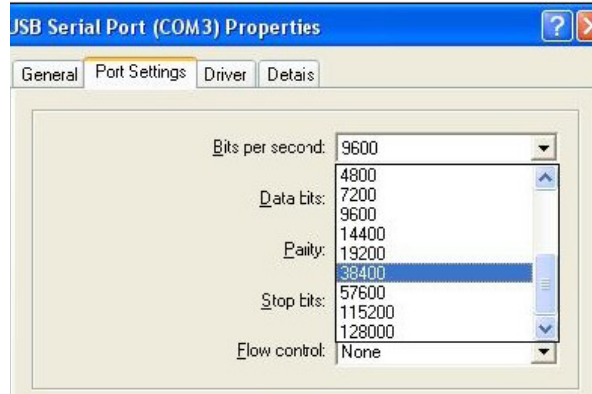 USB Serial Port (COM3) Properties
General Port Settings Driver Detais
Bits per second: 9600
4800
Data bits: 7200
9600
14400
Parity: 19200
38400
Stop bits: 57600
115200
128000
Flow control: None